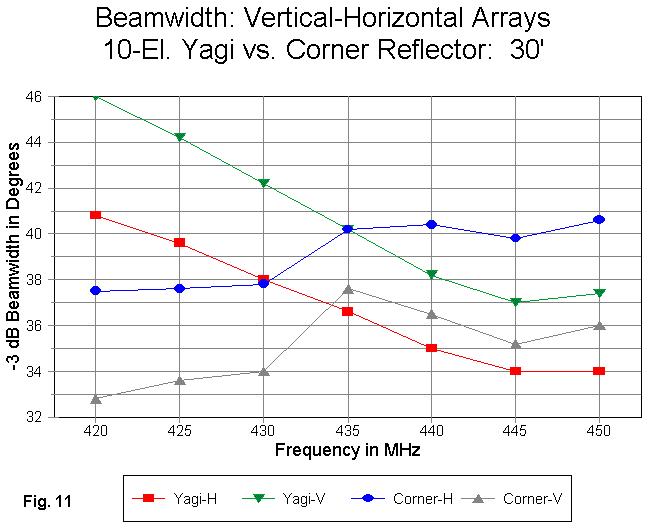 Beamwidth: Vertical-Horizontal Arrays
10-El. Yagi vs. Corner Reflector:  30'
-3 dB Beamwidth in Degrees
46
44
42
40
38
36
34
32
420 425 430 435 440 445 450
Frequency in MHz
Fig. 11
Yagi-H Yagi-V Corner-H Corner-V